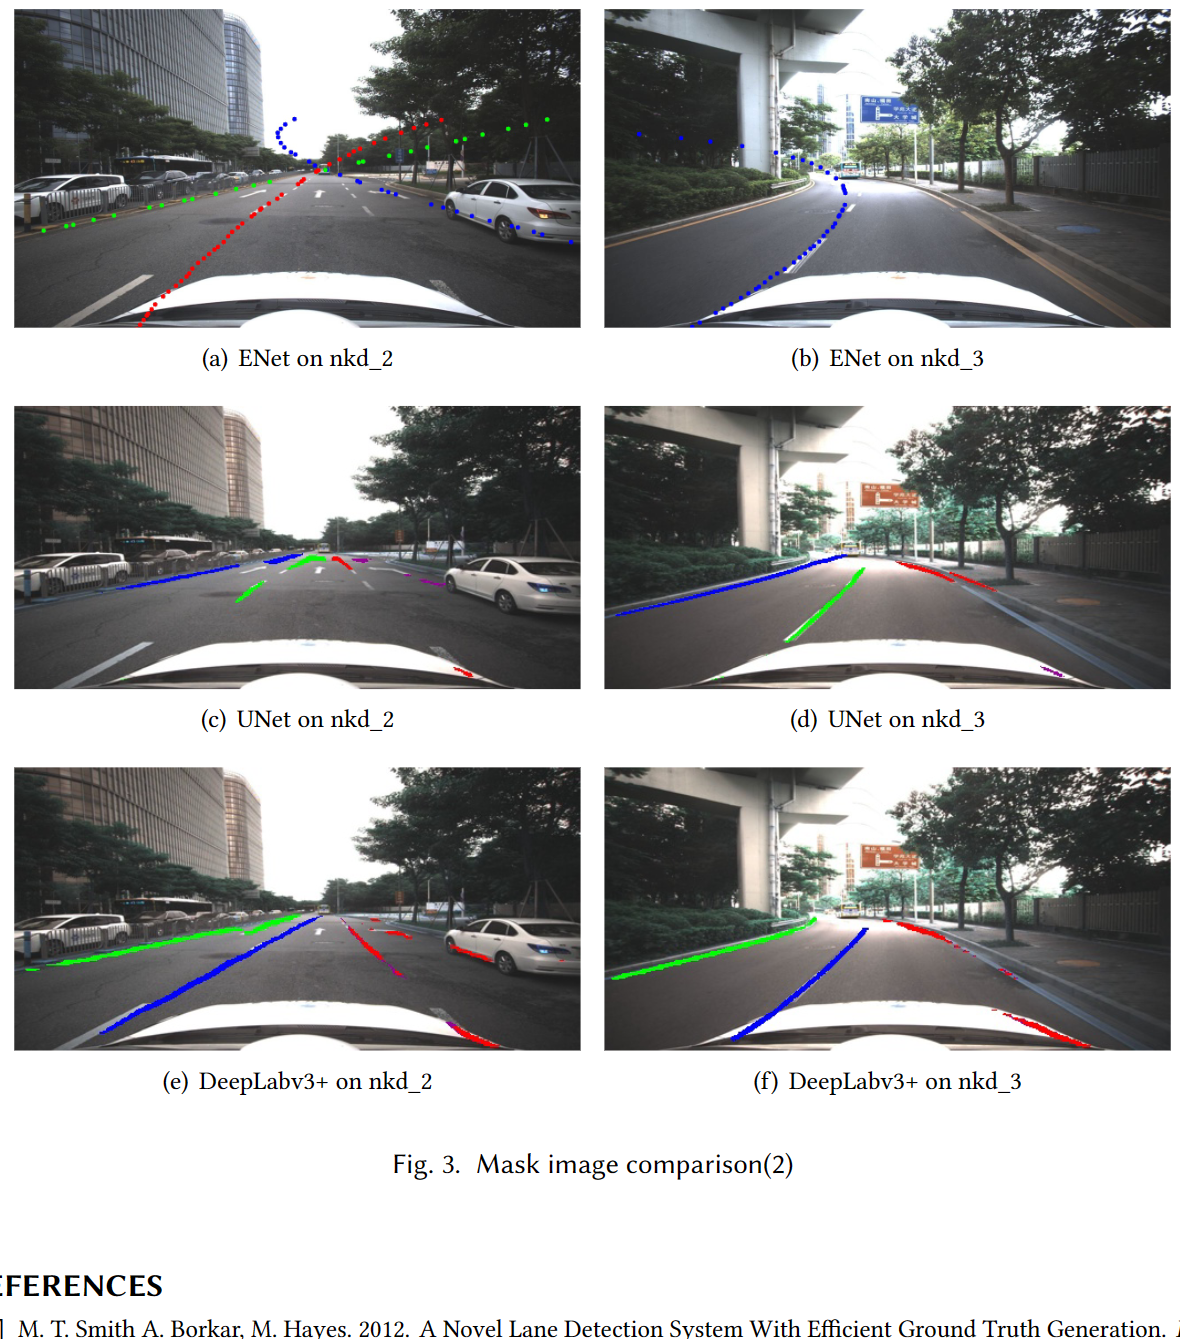 (a) ENet on nkd_2
(b) ENet on nkd_3
(c) UNet on nkd_2
(d) UNet on nkd_3
(e) DeepLabv3+ on nkd_2
(f) DeepLabv3+ on nkd_3
Fig. 3. Mask image comparison(2)
EFERENCES
] M. T. Smith A. Borkar, M. Hayes. 2012. A Novel Lane Detection System With Efficient Ground Truth Generation.